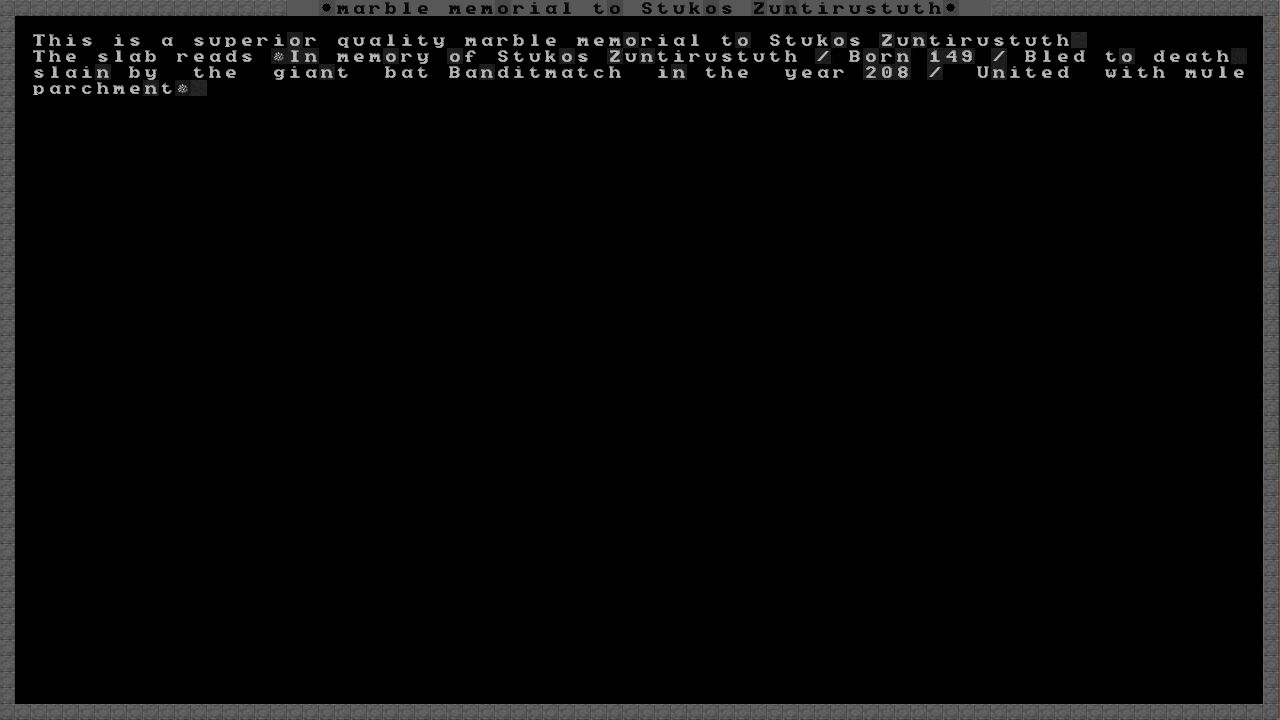 *marble memorial to Stukos Zuntirustuth*
This is a superior quality marble memorial to Stukos Zuntirustuth
The slab reads *In memory of Stukos Zuntirustuth / Born 149 / Bled to death
slain by the giant bat Banditmatch in the year 208 / United with mule
parchment*